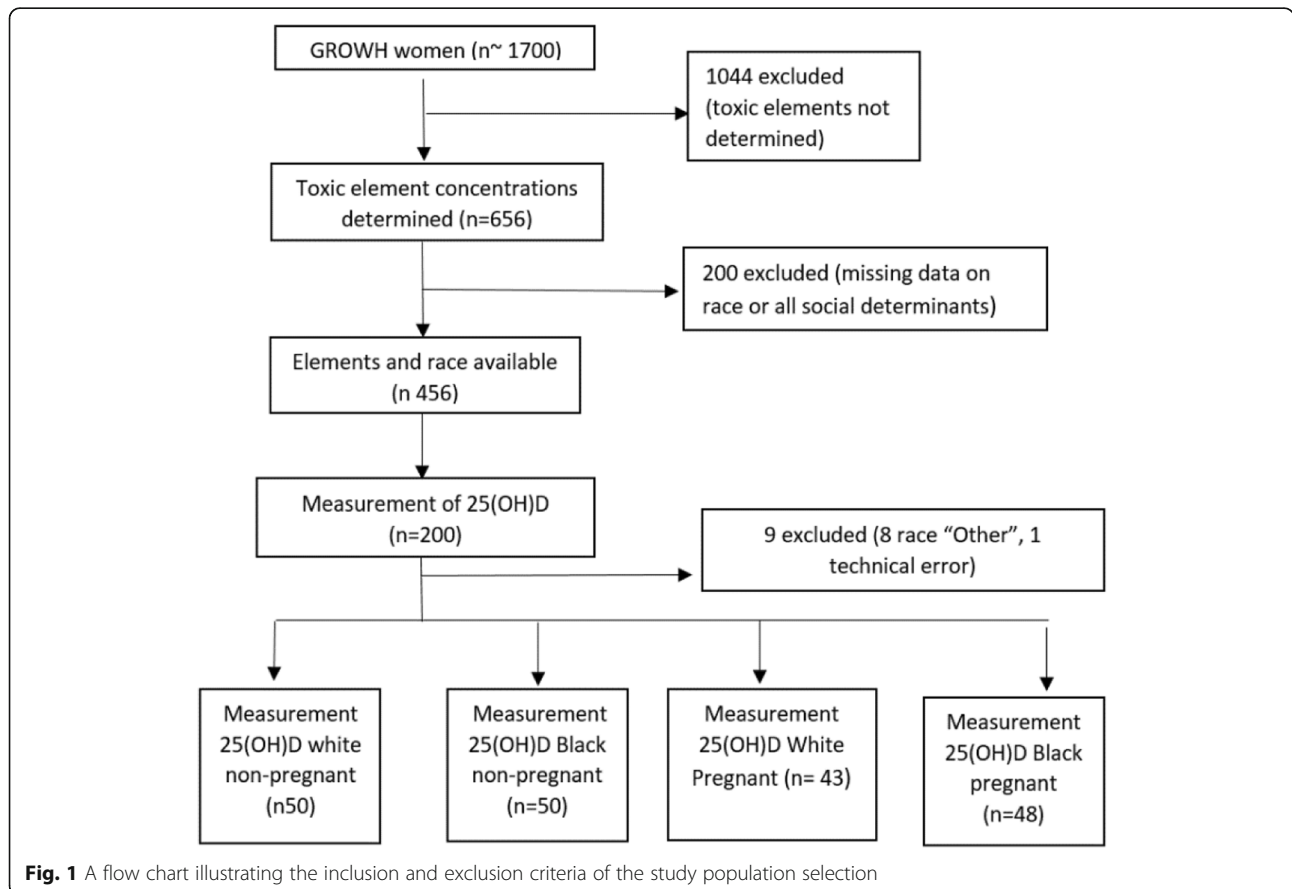 GROWH women (n~ 1700)
1044 excluded
(toxic elements not
determined)
Toxic element concentrations
determined (n=656)
200 excluded (missing data on
race or all social determinants)
Elements and race available
(n 456)
Measurement of 25(OH)D
(n=200)
9 excluded (8 race “Other”, 1
technical error)
Measurement
25(OH)D white
non-pregnant
(n50)
Measurement
25(OH)D Black
non-pregnant
(n=50)
Measurement
25(OH)D White
Pregnant (n= 43)
Measurement
25(OH)D Black
pregnant
(n=48)
Fig. 1 A flow chart illustrating the inclusion and exclusion criteria of the study population selection